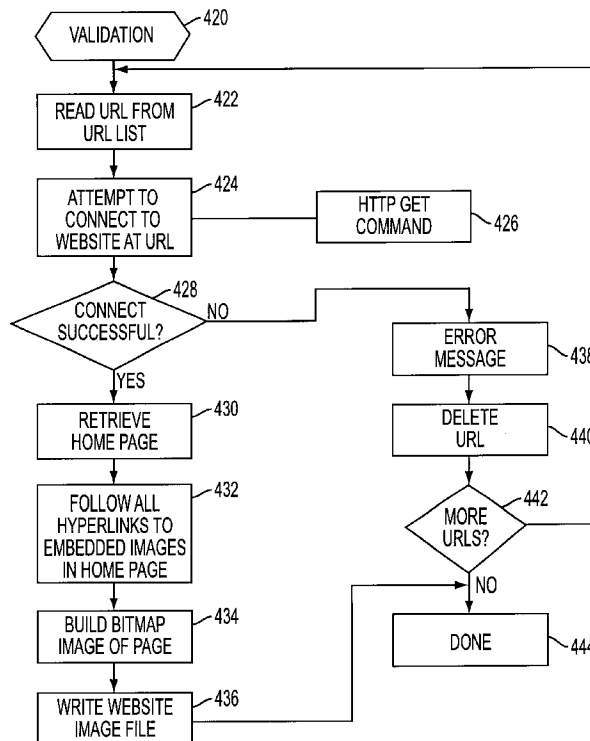 VALIDATION
420
READ URL FROM
URL LIST
422
ATTEMPT TO
CONNECT TO
WEBSITE AT URL
424
HTTP GET
COMMAND
426
CONNECT
SUCCESSFUL?
428
NO
YES
ERROR
MESSAGE
438
RETRIEVE
HOME PAGE
430
DELETE
URL
440
FOLLOW ALL
HYPERLINKS TO
EMBEDDED IMAGES
IN HOME PAGE
432
MORE
URLS?
442
NO
BUILD BITMAP
IMAGE OF PAGE
434
DONE
444
WRITE WEBSITE
IMAGE FILE
436